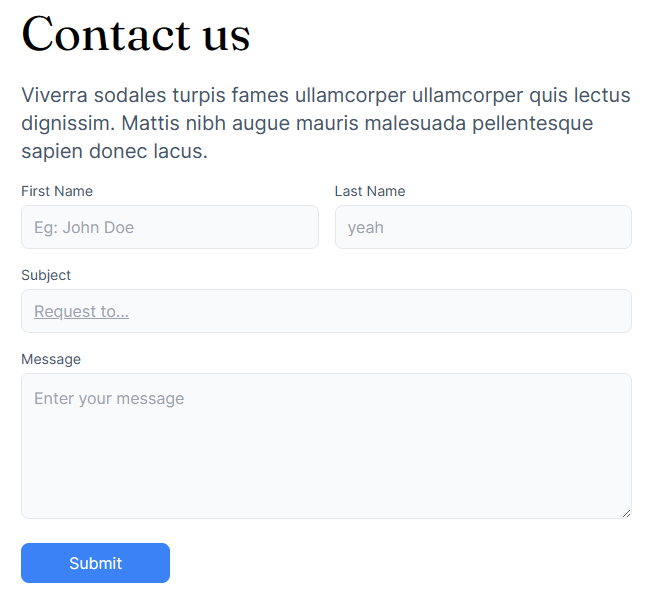 Contact us
Viverra sodales turpis fames ullamcorper ullamcorper quis lectus
dignissim. Mattis nibh augue mauris malesuada pellentesque
sapien donec lacus.
First Name
Last Name
Eg: John Doe
yeah
Subject
Request to...
Message
Enter your message
Submit